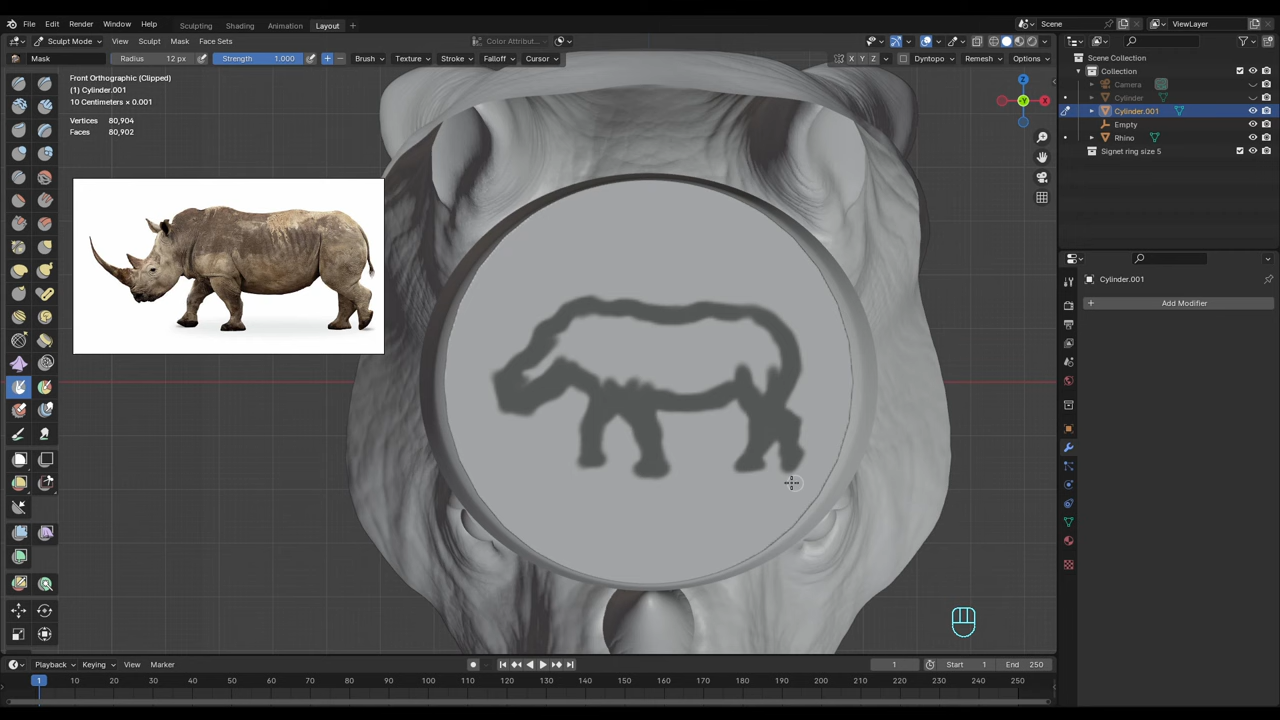 File Edit Render Window Help Sculpting Shading Animation Layout + Scene ViewLayer
Sculpt Mode View Sculpt Mask Face Sets Color Attribut...
Mask Radius 12 px Strength 1.000 Brush Texture Stroke Falloff Cursor X Y Z Dyntopo Remesh Options
Front Orthographic (Clipped)
(1) Cylinder.001
10 Centimeters × 0.001
Vertices 80,904
Faces 80,902
Z
Y
X
Scene Collection
Collection
Camera
Cylinder
Cylinder.001
Empty
Rhino
Signet ring size 5
Cylinder.001
+ Add Modifier
Playback Keying View Marker 1 Start 1 End 250
1 10 20 30 40 50 60 70 80 90 100 110 120 130 140 150 160 170 180 190 200 210 220 230 240 250